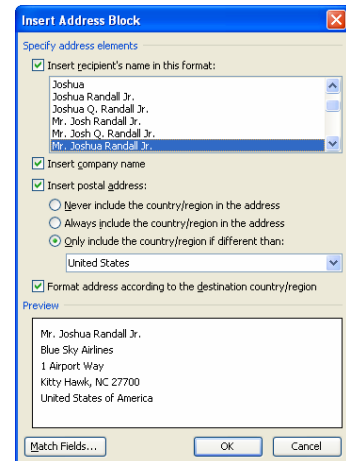 Insert Address Block
Specify address elements
Insert recipient's name in this format:
Joshua
Joshua Randall Jr.
Joshua Q. Randall Jr.
Mr. Josh Randall Jr.
Mr. Josh Q. Randall Jr.
Mr. Joshua Randall Jr.
Insert company name
Insert postal address:
Never include the country/region in the address
Always include the country/region in the address
Only include the country/region if different than:
United States
Format address according to the destination country/region
Preview
Mr. Joshua Randall Jr.
Blue Sky Airlines
1 Airport Way
Kitty Hawk, NC 27700
United States of America
Match Fields... OK Cancel